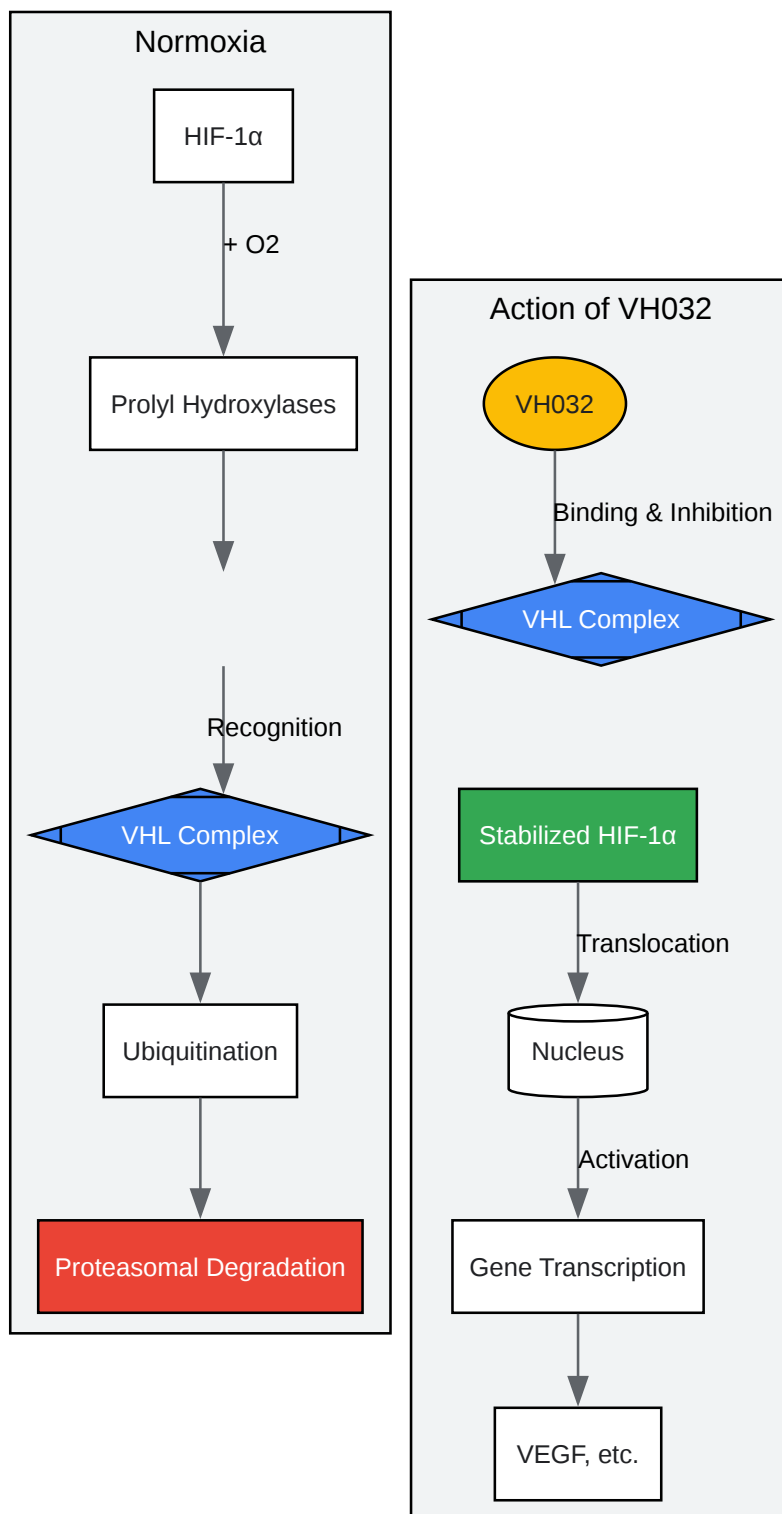 Normoxia
HIF-1α
+ O2
Prolyl Hydroxylases
Recognition
VHL Complex
Ubiquitination
Proteasomal Degradation
Action of VH032
VH032
Binding & Inhibition
VHL Complex
Stabilized HIF-1α
Translocation
Nucleus
Activation
Gene Transcription
VEGF, etc.